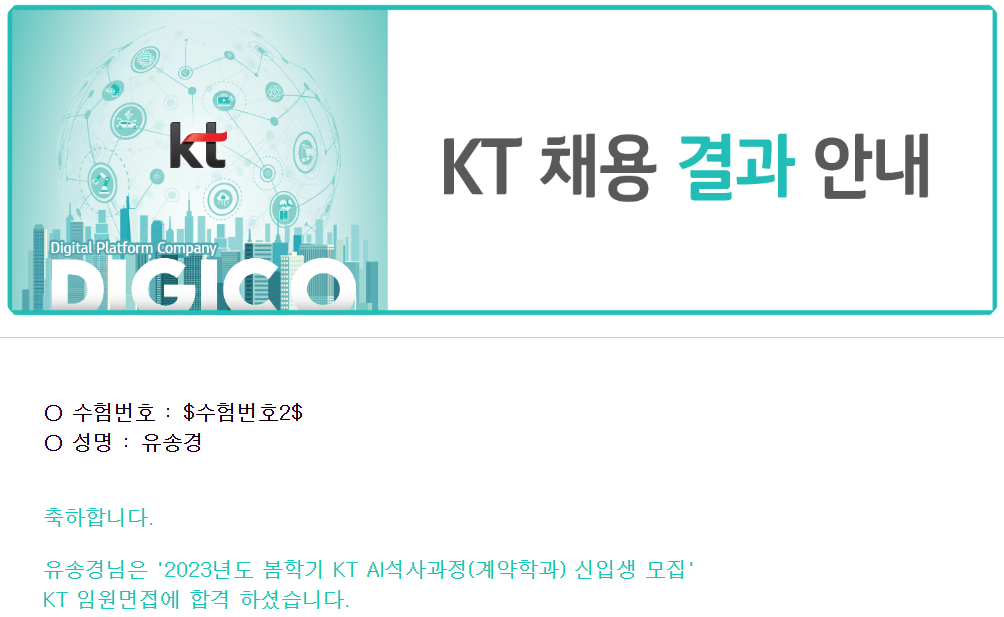 kt
KT 채용 결과 안내
Digital Platform Company
DIGICO
○ 수험번호 : $수험번호2$
○ 성명 : 유송경
축하합니다.
유송경님은 '2023년도 봄학기 KT AI석사과정(계약학과) 신입생 모집'
KT 임원면접에 합격 하셨습니다.